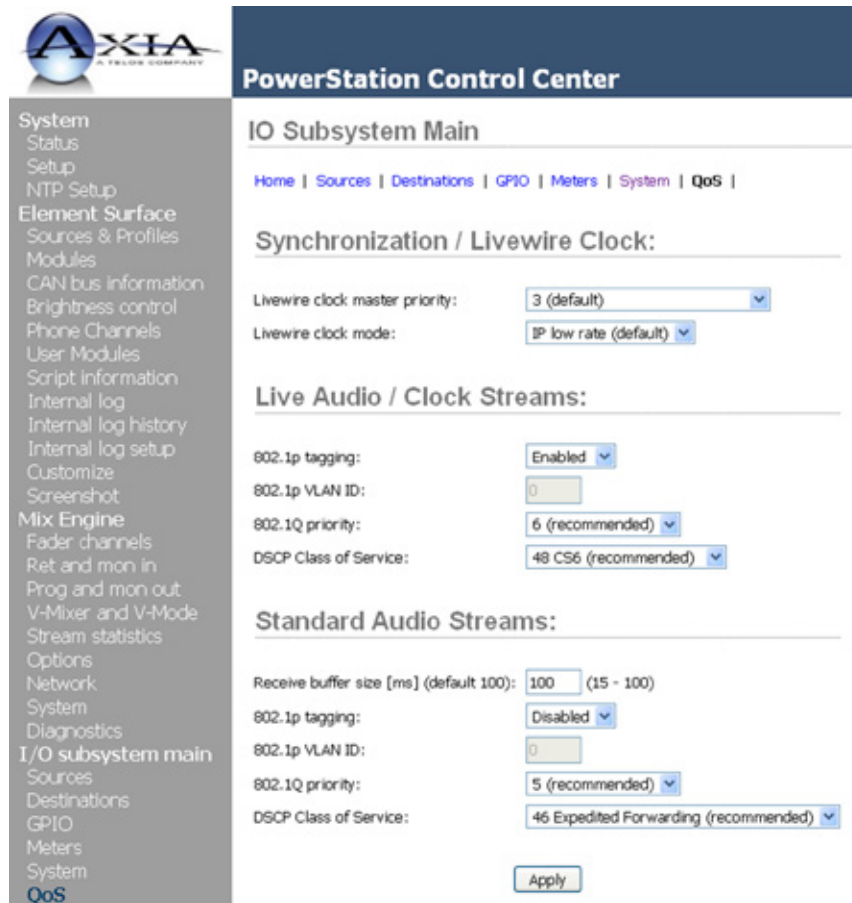 AXIA
A TELOS COMPANY
PowerStation Control Center
System
Status
Setup
NTP Setup
Element Surface
Sources & Profiles
Modules
CAN bus information
Brightness control
Phone Channels
User Modules
Script information
Internal log
Internal log history
Internal log setup
Customize
Screenshot
Mix Engine
Fader channels
Ret and mon in
Prog and mon out
V-Mixer and V-Mode
Stream statistics
Options
Network
System
Diagnostics
I/O subsystem main
Sources
Destinations
GPIO
Meters
System
QoS
IO Subsystem Main
Home | Sources | Destinations | GPIO | Meters | System | QoS |
Synchronization / Livewire Clock:
Livewire clock master priority: 3 (default)
Livewire clock mode: IP low rate (default)
Live Audio / Clock Streams:
802.1p tagging: Enabled
802.1p VLAN ID: 0
802.1Q priority: 6 (recommended)
DSCP Class of Service: 48 CS6 (recommended)
Standard Audio Streams:
Receive buffer size [ms] (default 100): 100 (15 - 100)
802.1p tagging: Disabled
802.1p VLAN ID: 0
802.1Q priority: 5 (recommended)
DSCP Class of Service: 46 Expedited Forwarding (recommended)
Apply